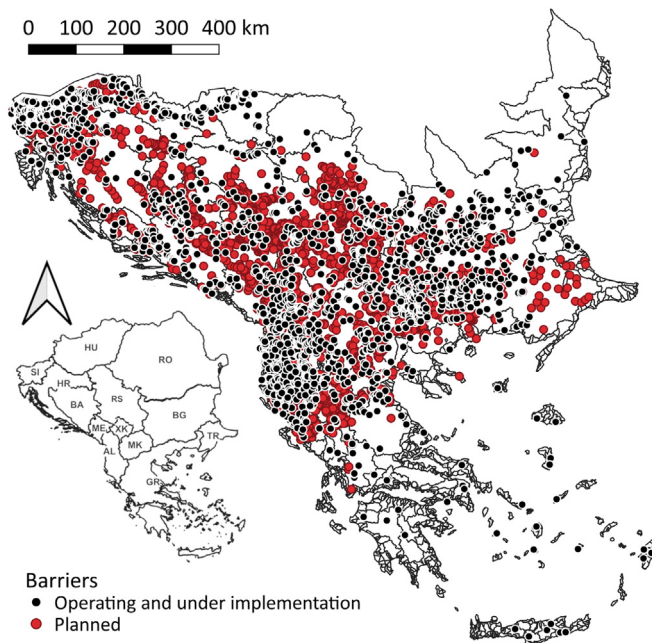 0 100 200 300 400 km
HU
RO
SI
HR
BA
RS
BG
ME
XK
TR
MK
AL
GR
Barriers
Operating and under implementation
Planned